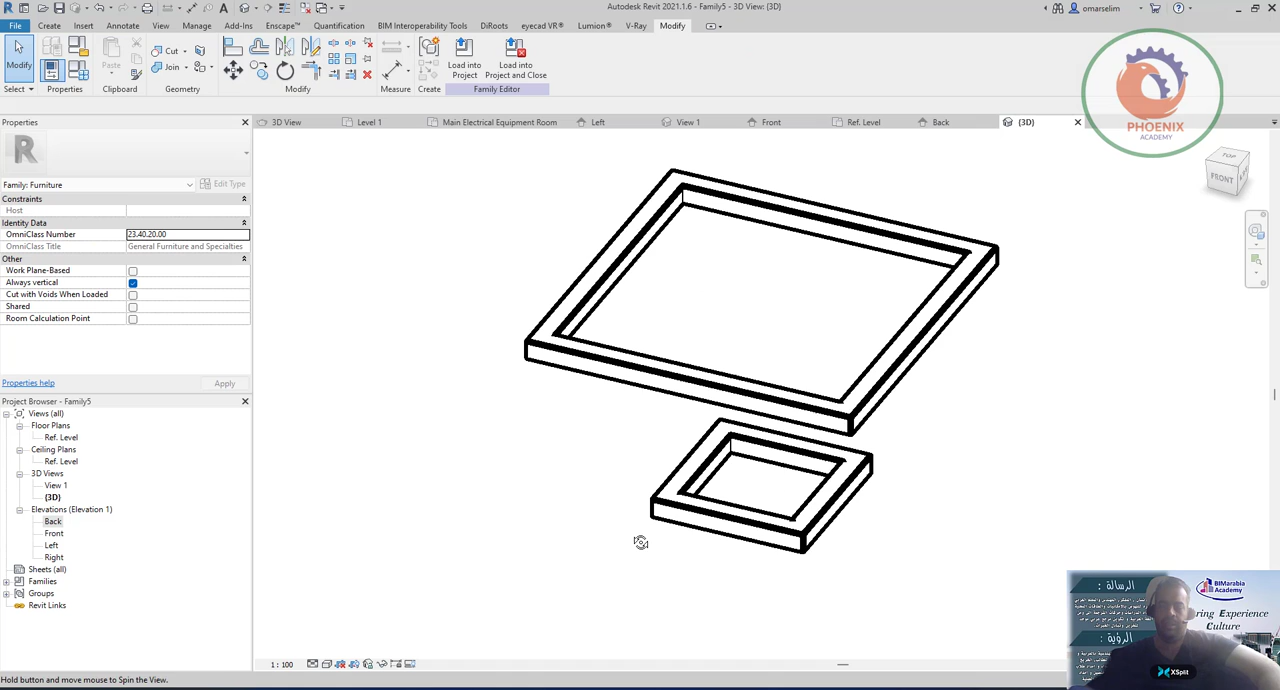 Autodesk Revit 2021.1.6 - Family5 - 3D View: {3D}
omarselim
File Create Insert Annotate View Manage Add-Ins Enscape™ Quantification BIM Interoperability Tools DiRoots eyecad VR® Lumion® V-Ray Modify
Modify
Paste
Cut
Join
Load into
Project
Load into
Project and Close
Select Properties Clipboard Geometry Modify Measure Create Family Editor
PHOENIX
ACADEMY
3D View Level 1 Main Electrical Equipment Room Left View 1 Front Ref. Level Back {3D}
TOP
FRONT
Properties
R
Family: Furniture Edit Type
Constraints
Host
Identity Data
OmniClass Number 23.40.20.00
OmniClass Title General Furniture and Specialties
Other
Work Plane-Based
Always vertical
Cut with Voids When Loaded
Shared
Room Calculation Point
Properties help Apply
Project Browser - Family5
Views (all)
Floor Plans
Ref. Level
Ceiling Plans
Ref. Level
3D Views
View 1
{3D}
Elevations (Elevation 1)
Back
Front
Left
Right
Sheets (all)
Families
Groups
Revit Links
الرسالة :
الرؤية :
BIMarabia
Academy
ring Experience
Culture
XSplit
1 : 100
Hold button and move mouse to Spin the View.